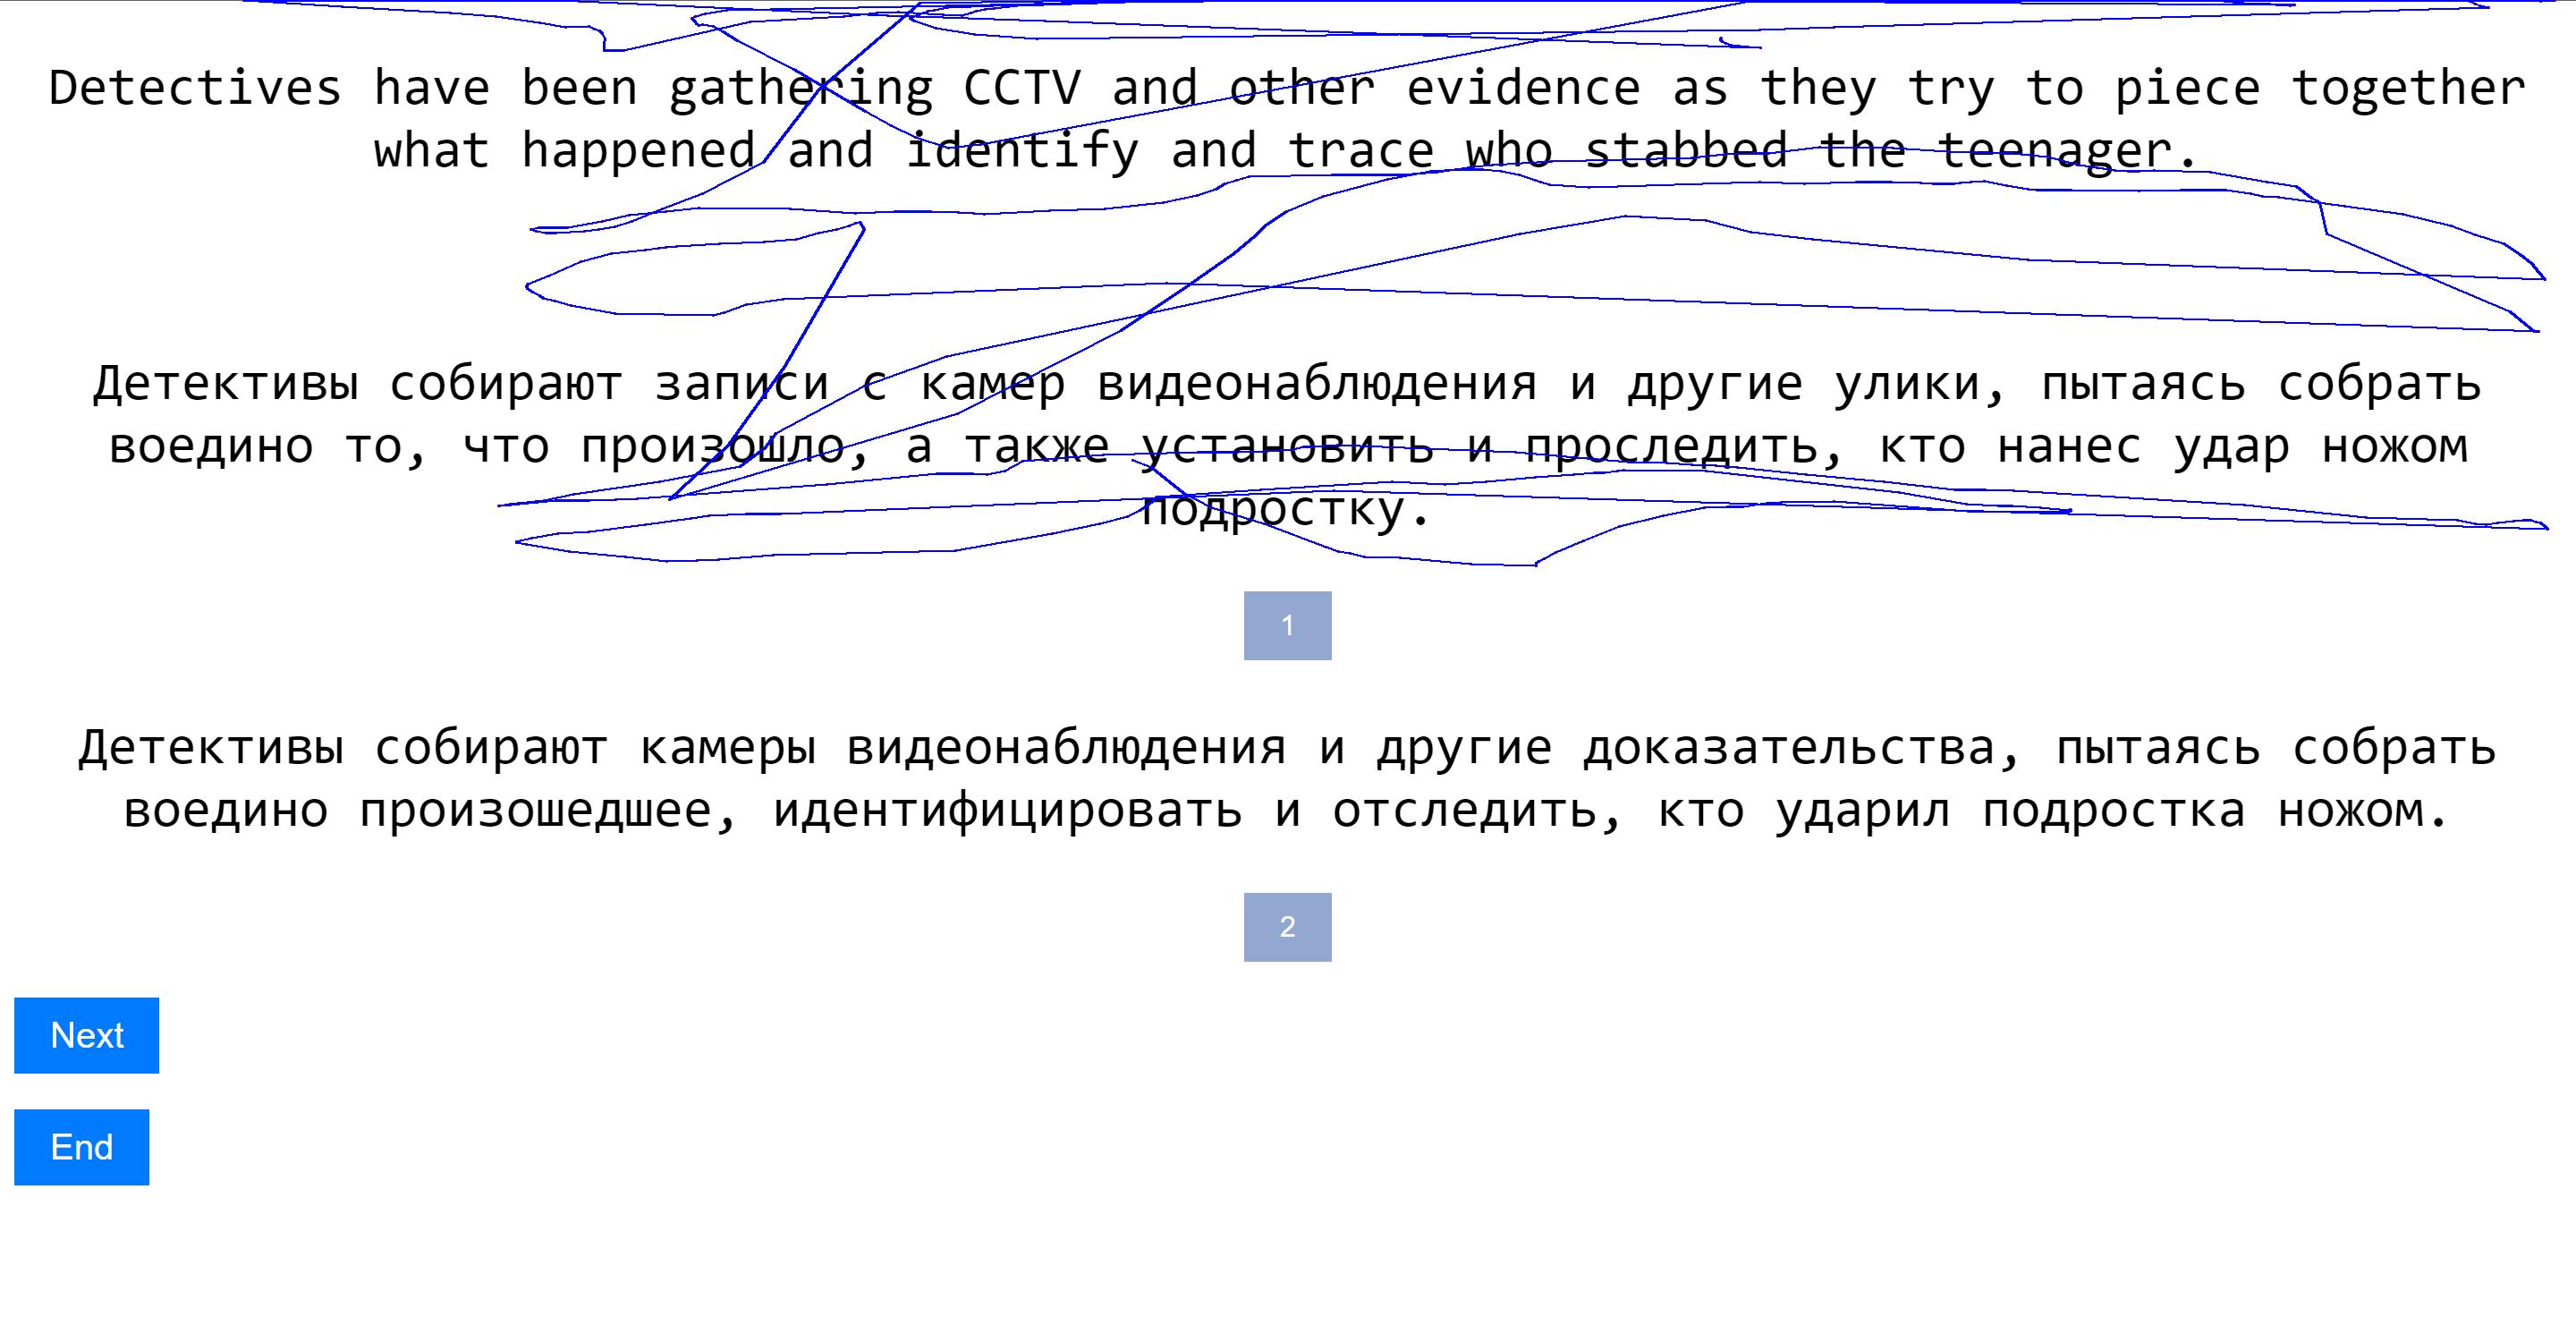 Detectives have been gathering CCTV and other evidence as they try to piece together
what happened and identify and trace who stabbed the teenager.
Детективы собирают записи с камер видеонаблюдения и другие улики, пытаясь собрать
воедино то, что произошло, а также установить и проследить, кто нанес удар ножом
подростку.
1
Детективы собирают камеры видеонаблюдения и другие доказательства, пытаясь собрать
воедино произошедшее, идентифицировать и отследить, кто ударил подростка ножом.
2
Next
End